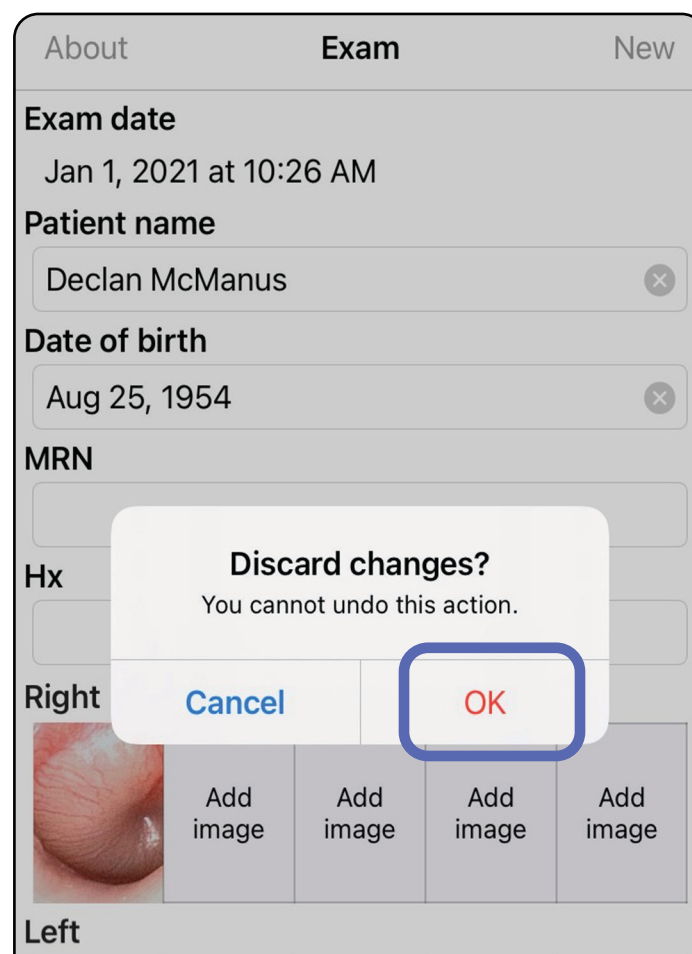 About Exam New
Exam date
Jan 1, 2021 at 10:26 AM
Patient name
Declan McManus
Date of birth
Aug 25, 1954
MRN
Discard changes?
Hx
You cannot undo this action.
Right
Cancel OK
Add image
Add image
Add image
Add image
Left